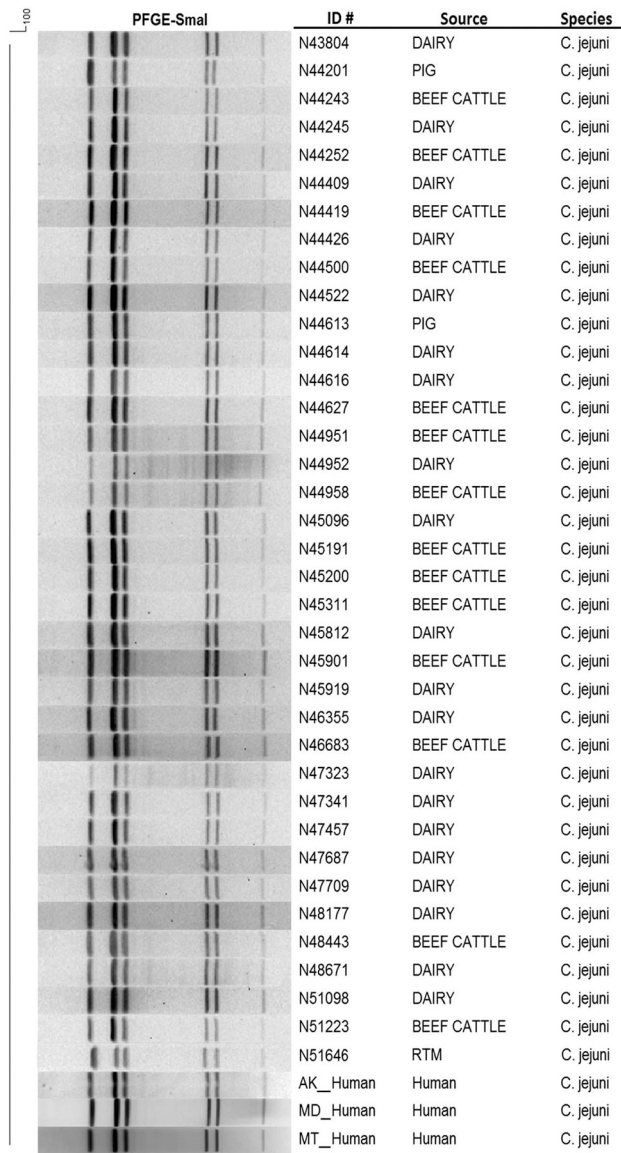 100
PFGE-SmaI ID # Source Species
N43804 DAIRY C. jejuni
N44201 PIG C. jejuni
N44243 BEEF CATTLE C. jejuni
N44245 DAIRY C. jejuni
N44252 BEEF CATTLE C. jejuni
N44409 DAIRY C. jejuni
N44419 BEEF CATTLE C. jejuni
N44426 DAIRY C. jejuni
N44500 BEEF CATTLE C. jejuni
N44522 DAIRY C. jejuni
N44613 PIG C. jejuni
N44614 DAIRY C. jejuni
N44616 DAIRY C. jejuni
N44627 BEEF CATTLE C. jejuni
N44951 BEEF CATTLE C. jejuni
N44952 DAIRY C. jejuni
N44958 BEEF CATTLE C. jejuni
N45096 DAIRY C. jejuni
N45191 BEEF CATTLE C. jejuni
N45200 BEEF CATTLE C. jejuni
N45311 BEEF CATTLE C. jejuni
N45812 DAIRY C. jejuni
N45901 BEEF CATTLE C. jejuni
N45919 DAIRY C. jejuni
N46355 DAIRY C. jejuni
N46683 BEEF CATTLE C. jejuni
N47323 DAIRY C. jejuni
N47341 DAIRY C. jejuni
N47457 DAIRY C. jejuni
N47687 DAIRY C. jejuni
N47709 DAIRY C. jejuni
N48177 DAIRY C. jejuni
N48443 BEEF CATTLE C. jejuni
N48671 DAIRY C. jejuni
N51098 DAIRY C. jejuni
N51223 BEEF CATTLE C. jejuni
N51646 RTM C. jejuni
AK__Human Human C. jejuni
MD_Human Human C. jejuni
MT__Human Human C. jejuni